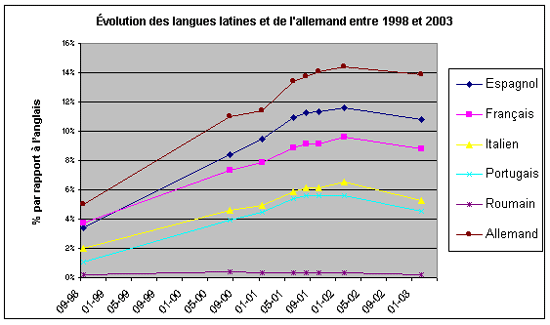 Évolution des langues latines et de l'allemand entre 1998 et 2003
% par rapport à l'anglais
16%
14%
12%
10%
8%
6%
4%
2%
0%
09-98
01-99
05-99
09-99
01-00
05-00
09-00
01-01
05-01
09-01
01-02
05-02
09-02
01-03
Espagnol
Français
Italien
Portugais
Roumain
Allemand